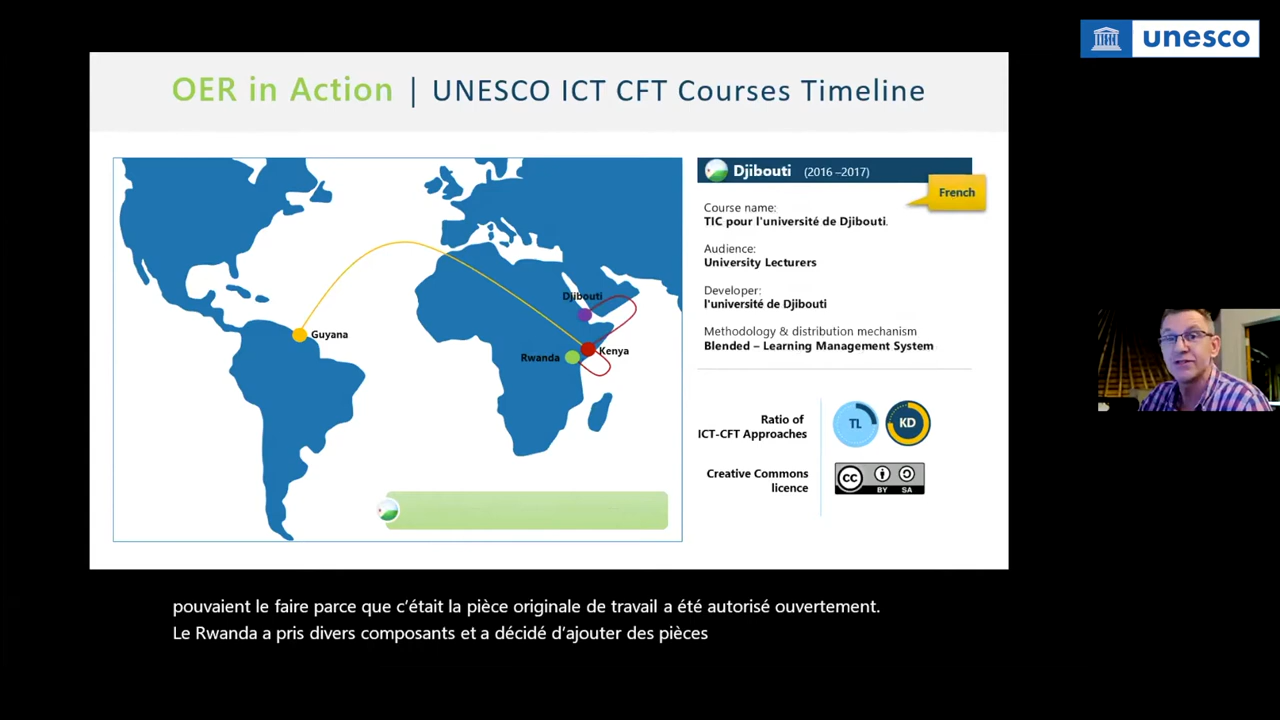 unesco
OER in Action | UNESCO ICT CFT Courses Timeline
Djibouti (2016 –2017)
French
Course name:
TIC pour l'université de Djibouti.
Audience:
University Lecturers
Developer:
l'université de Djibouti
Methodology & distribution mechanism
Blended – Learning Management System
Djibouti
Guyana
Rwanda
Kenya
Ratio of
ICT-CFT Approaches
TL
KD
Creative Commons
licence
CC
BY SA
pouvaient le faire parce que c’était la pièce originale de travail a été autorisé ouvertement.
Le Rwanda a pris divers composants et a décidé d’ajouter des pièces